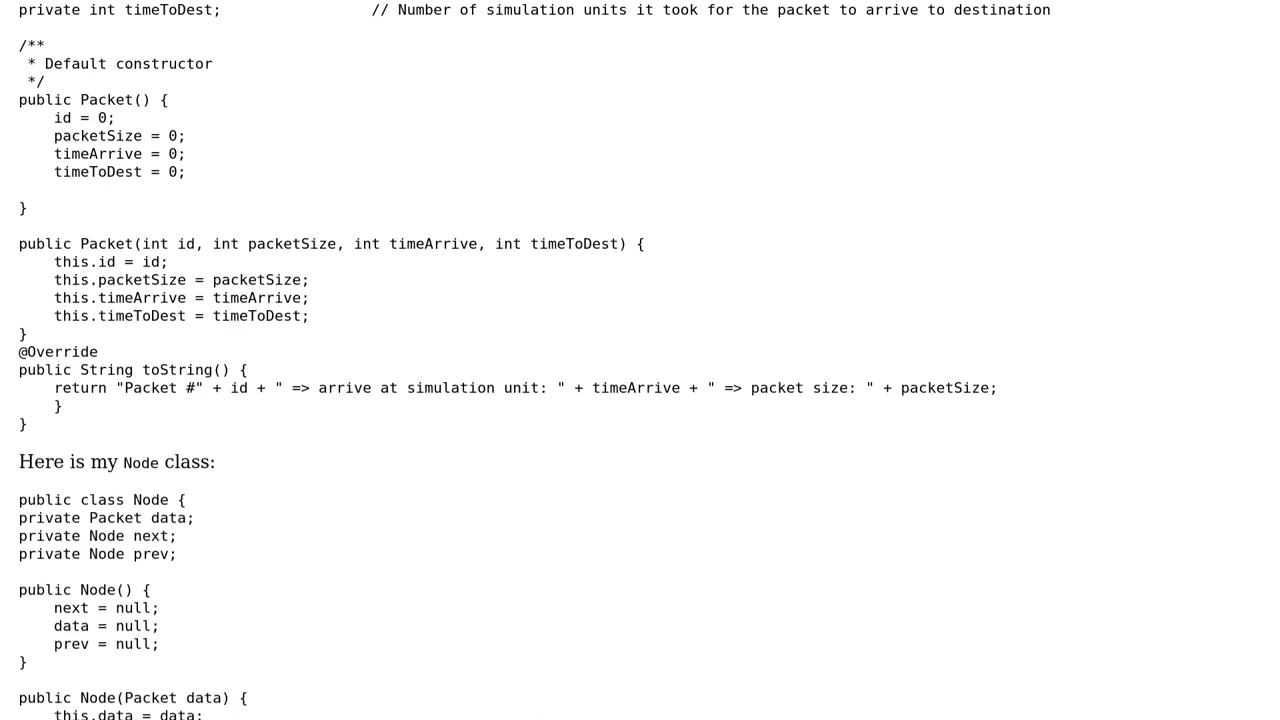 private int timeToDest;                 // Number of simulation units it took for the packet to arrive to destination

/**
 * Default constructor
 */
public Packet() {
    id = 0;
    packetSize = 0;
    timeArrive = 0;
    timeToDest = 0;

}

public Packet(int id, int packetSize, int timeArrive, int timeToDest) {
    this.id = id;
    this.packetSize = packetSize;
    this.timeArrive = timeArrive;
    this.timeToDest = timeToDest;
}
@Override
public String toString() {
    return "Packet #" + id + " => arrive at simulation unit: " + timeArrive + " => packet size: " + packetSize;
    }
}

Here is my Node class:

public class Node {
private Packet data;
private Node next;
private Node prev;

public Node() {
    next = null;
    data = null;
    prev = null;
}

public Node(Packet data) {
    this.data = data;